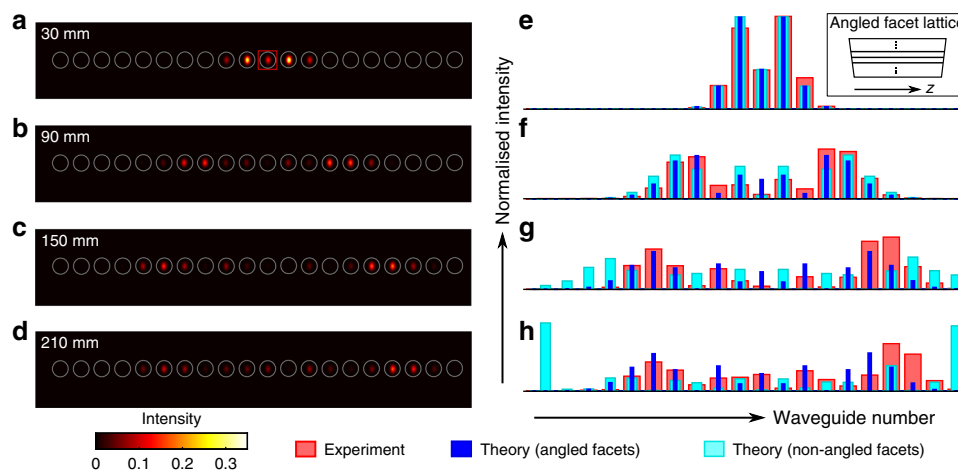 a
30 mm
b
90 mm
c
150 mm
d
210 mm
Intensity
0 0.1 0.2 0.3
e
Angled facet lattice
z
f
g
h
Normalised intensity
Waveguide number
Experiment
Theory (angled facets)
Theory (non-angled facets)